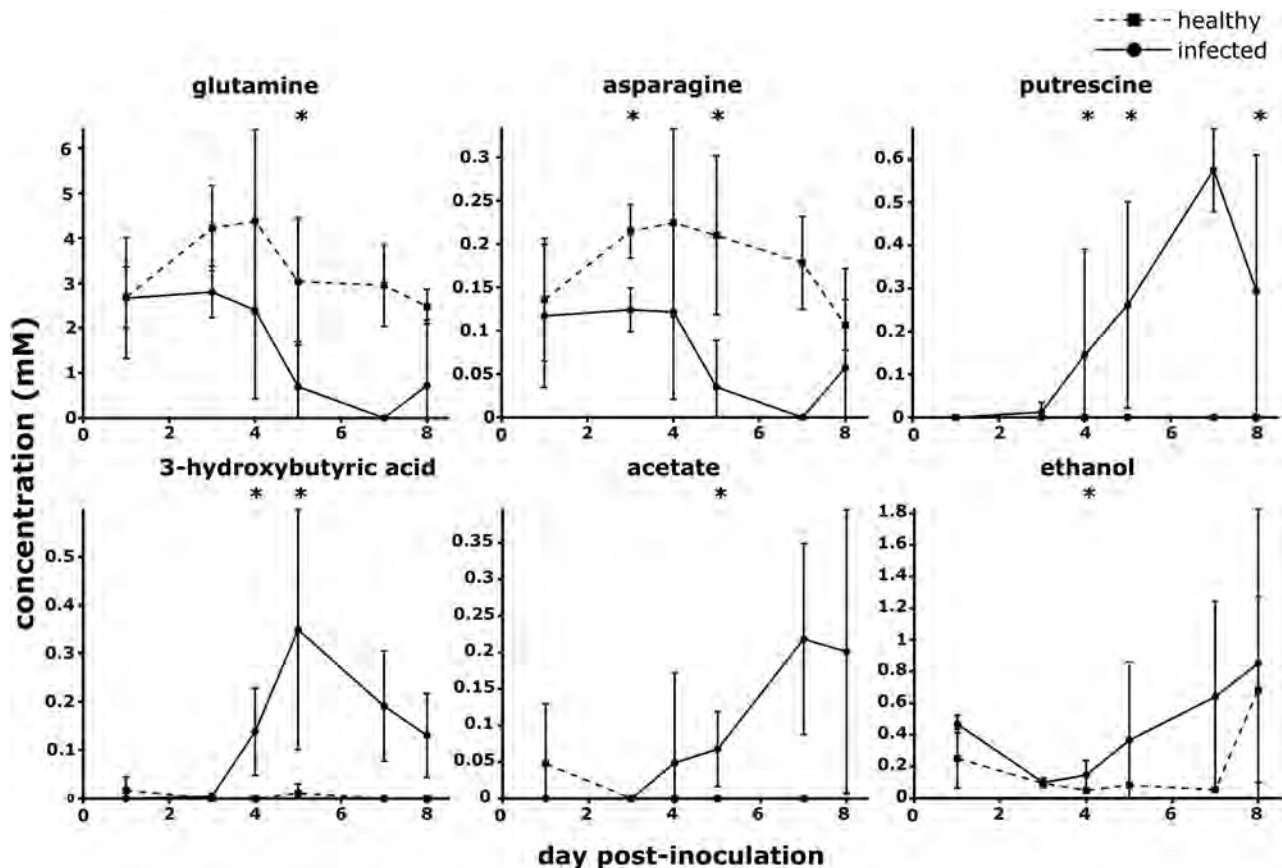 healthy
infected
glutamine
asparagine
putrescine
* * * * * *
6 5 4 3 2 1 0
0 2 4 6 8
0.3 0.25 0.2 0.15 0.1 0.05 0
0 2 4 6 8
0.6 0.5 0.4 0.3 0.2 0.1 0
0 2 4 6 8
3-hydroxybutyric acid
acetate
ethanol
* * * *
0.5 0.4 0.3 0.2 0.1 0
0 2 4 6 8
0.35 0.3 0.25 0.2 0.15 0.1 0.05 0
0 2 4 6 8
1.8 1.6 1.4 1.2 1 0.8 0.6 0.4 0.2 0
0 2 4 6 8
concentration (mM)
day post-inoculation